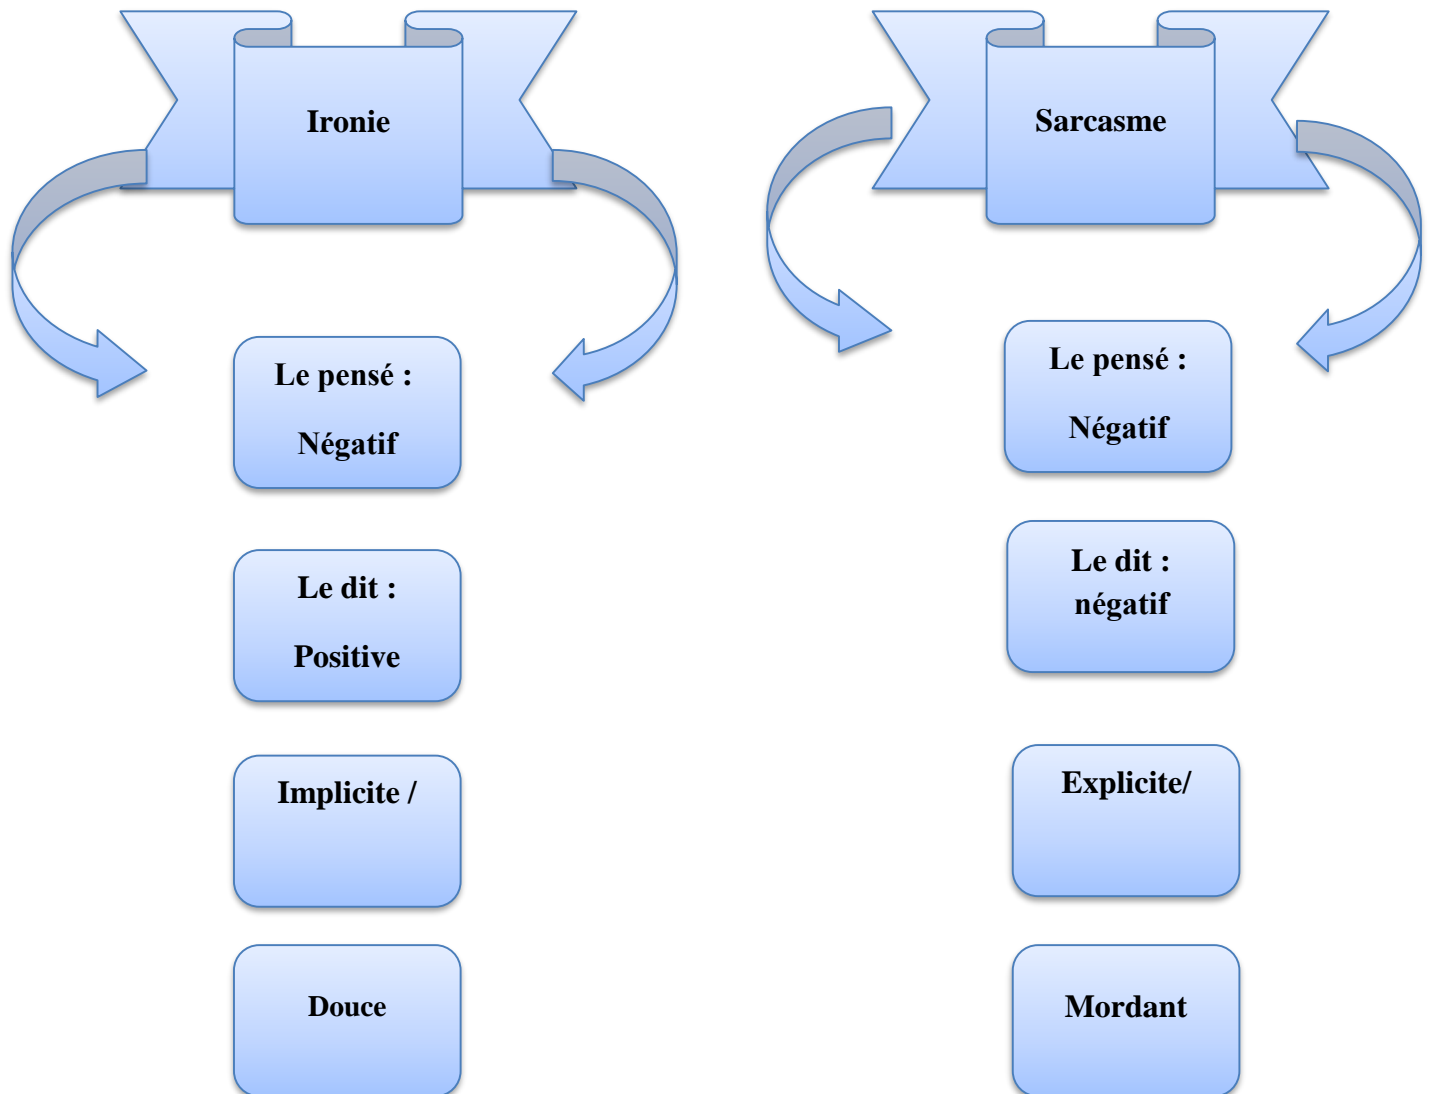 Ironie
Le pensé :
Négatif
Le dit :
Positive
Implicite /
Douce
Sarcasme
Le pensé :
Négatif
Le dit :
négatif
Explicite/
Mordant